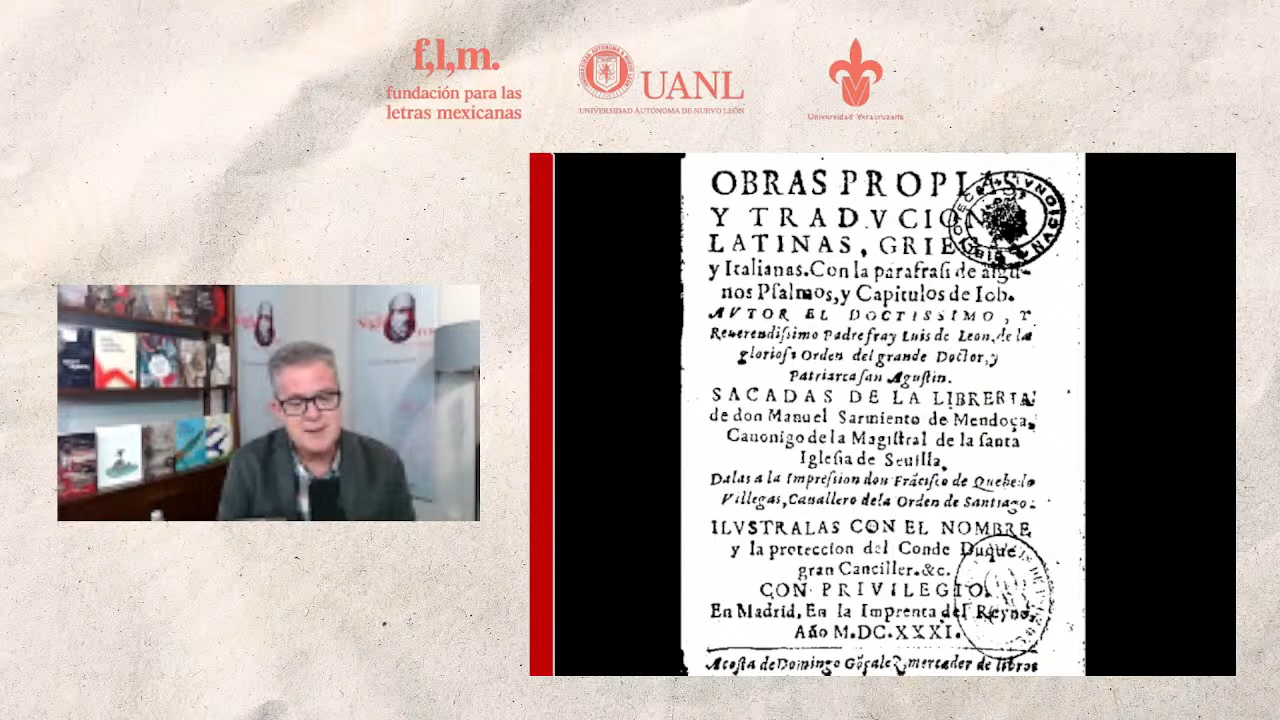 f,l,m.
fundación para las
letras mexicanas
UANL
UNIVERSIDAD AUTÓNOMA DE NUEVO LEÓN
Universidad Veracruzana
OBRAS PROPIAS
Y TRADVCION
LATINAS, GRIEGAS
y Italianas. Con la parafrasi de algu-
nos Psalmos, y Capitulos de Iob.
AVTOR EL DOCTISSIMO, Y
Reuerendissimo Padre fray Luis de Leon, de la
gloriosa Orden del grande Doctor, y
Patriarca san Agustin.
SACADAS DE LA LIBRERIA
de don Manuel Sarmiento de Mendoça,
Canonigo de la Magistral de la santa
Iglesia de Seuilla,
Dalas a la Impression don Frãcisco de Queuedo
Villegas, Cauallero de la Orden de Santiago.
ILVSTRALAS CON EL NOMBRE
y la proteccion del Conde Duque
gran Canciller. &c.
CON PRIVILEGIO.
En Madrid, En la Imprenta del Reyno.
Año M.DC.XXXI.
Acosta de Domingo Gõçalez, mercader de libros